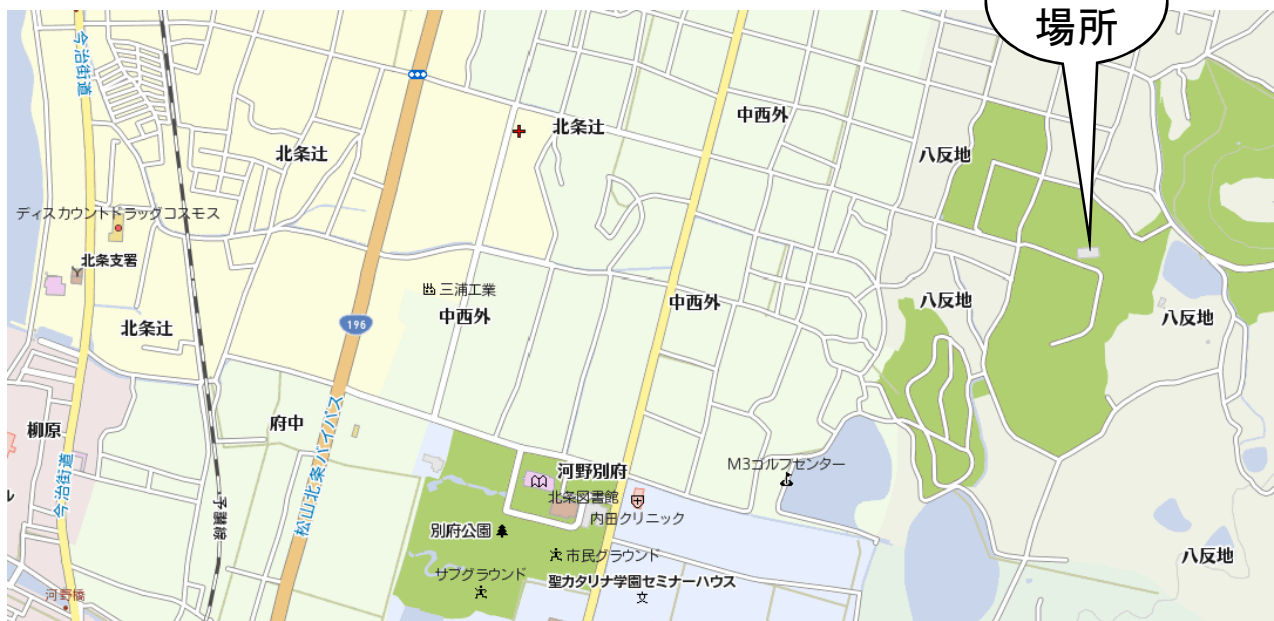 場所
今治街道
中西外
北条辻
北条辻
八反地
ディスカウントドラッグコスモス
北条支署
三浦工業
中西外
中西外
八反地
八反地
北条辻
196
松山北条バイパス
府中
柳原
河野別府
M3ゴルフセンター
北条図書館
内田クリニック
今治街道
予讃線
ル
別府公園
市民グラウンド
八反地
サブグラウンド
聖カタリナ学園セミナーハウス
河野橋